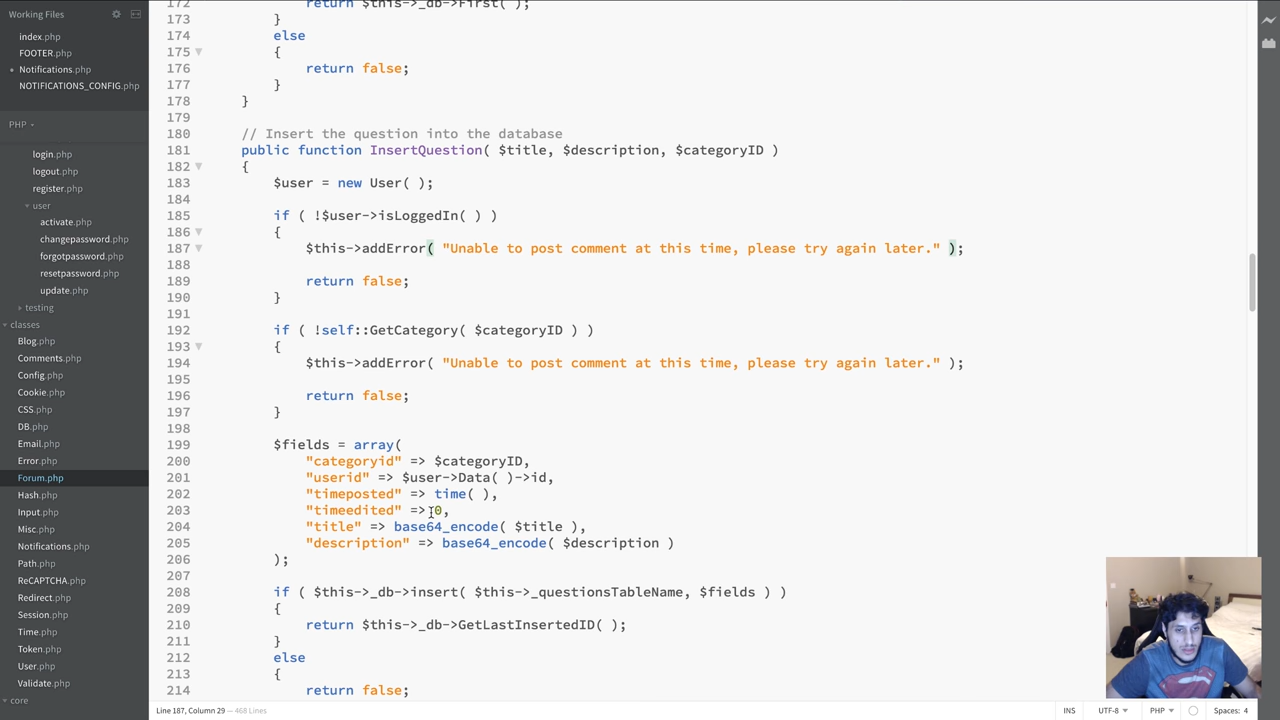 Working Files
index.php
FOOTER.php
Notifications.php
NOTIFICATIONS_CONFIG.php
PHP
login.php
logout.php
register.php
user
activate.php
changepassword.php
forgotpassword.php
resetpassword.php
update.php
testing
classes
Blog.php
Comments.php
Config.php
Cookie.php
CSS.php
DB.php
Email.php
Error.php
Forum.php
Hash.php
Input.php
Misc.php
Notifications.php
Path.php
ReCAPTCHA.php
Redirect.php
Session.php
Time.php
Token.php
User.php
Validate.php
core
172 return $this->_db->First( );
173 }
174 else
175 {
176 return false;
177 }
178 }
179
180 // Insert the question into the database
181 public function InsertQuestion( $title, $description, $categoryID )
182 {
183 $user = new User( );
184
185 if ( !$user->isLoggedIn( ) )
186 {
187 $this->addError( "Unable to post comment at this time, please try again later." );
188
189 return false;
190 }
191
192 if ( !self::GetCategory( $categoryID ) )
193 {
194 $this->addError( "Unable to post comment at this time, please try again later." );
195
196 return false;
197 }
198
199 $fields = array(
200 "categoryid" => $categoryID,
201 "userid" => $user->Data( )->id,
202 "timeposted" => time( ),
203 "timeedited" => 0,
204 "title" => base64_encode( $title ),
205 "description" => base64_encode( $description )
206 );
207
208 if ( $this->_db->insert( $this->_questionsTableName, $fields ) )
209 {
210 return $this->_db->GetLastInsertedID( );
211 }
212 else
213 {
214 return false;
Line 187, Column 29 — 468 Lines
INS UTF-8 PHP Spaces: 4